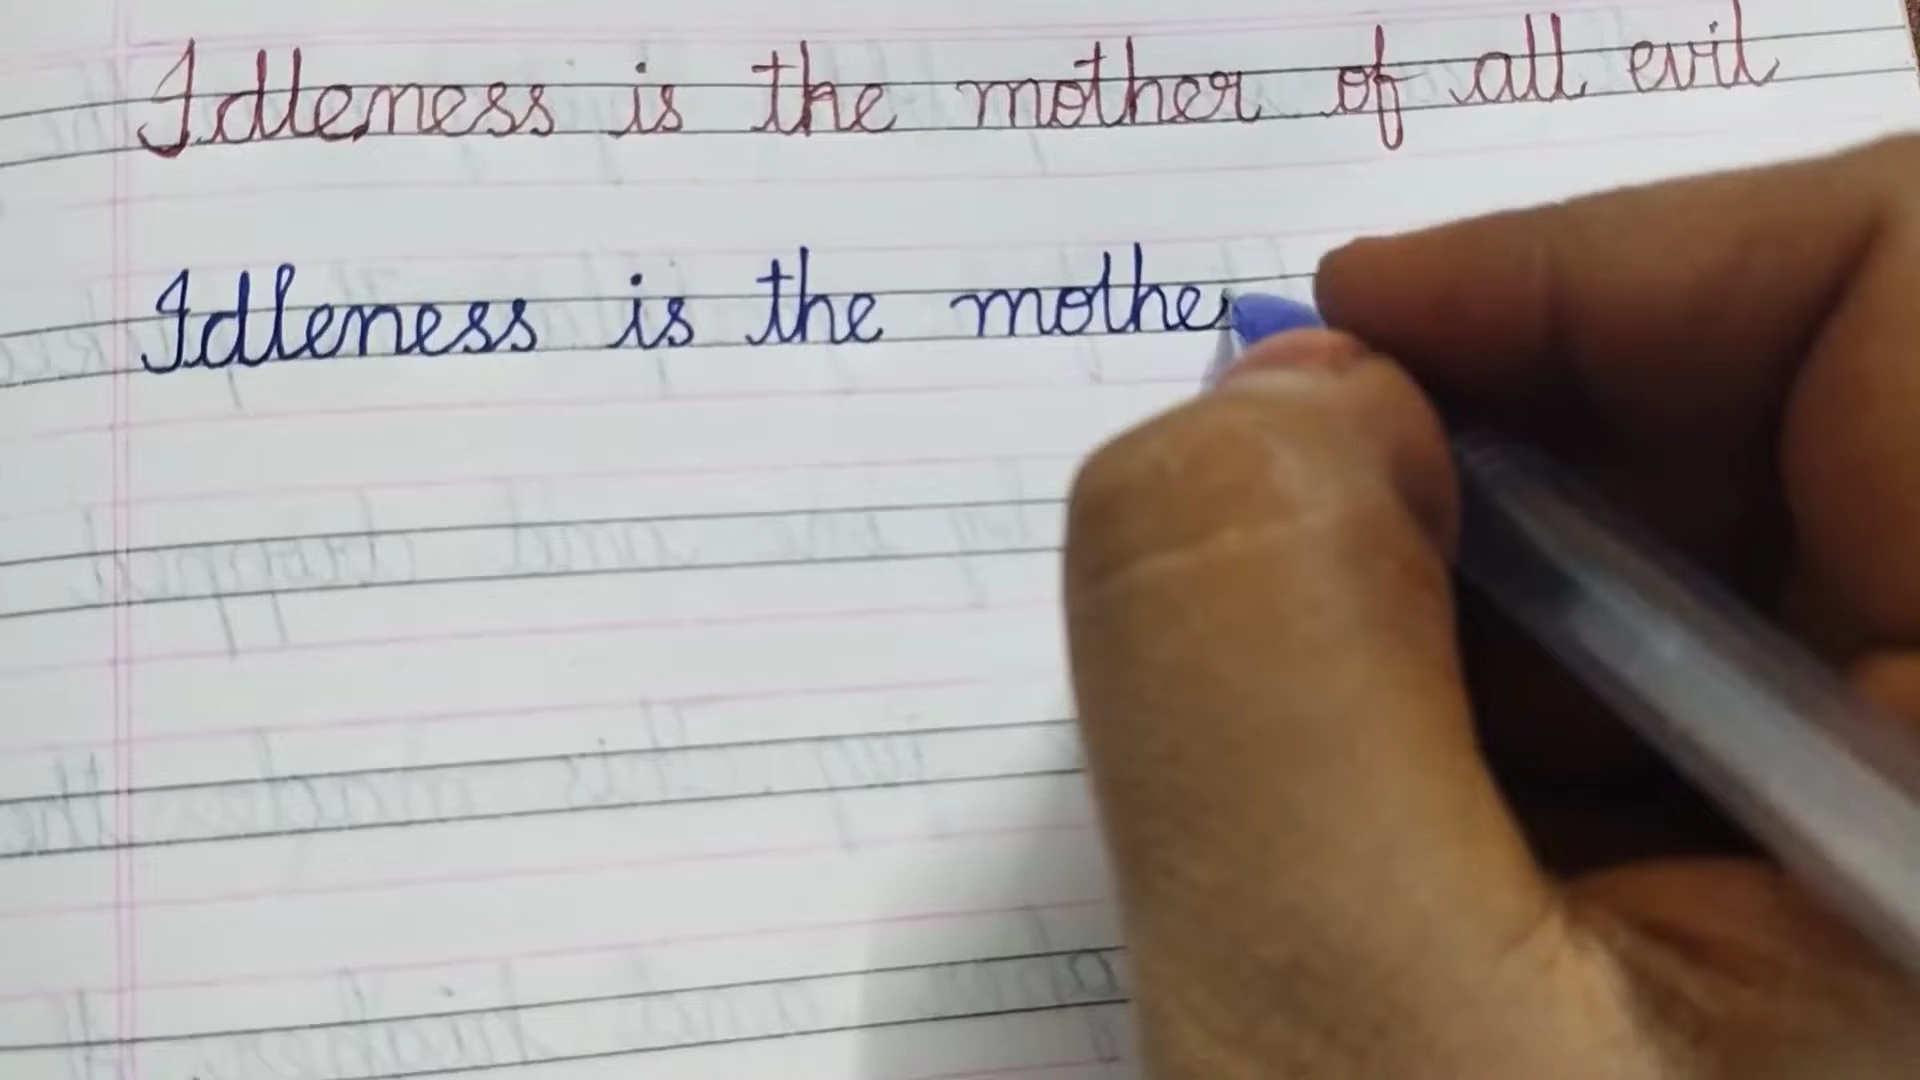 Idleness is the mother of all evil
Idleness is the mothe